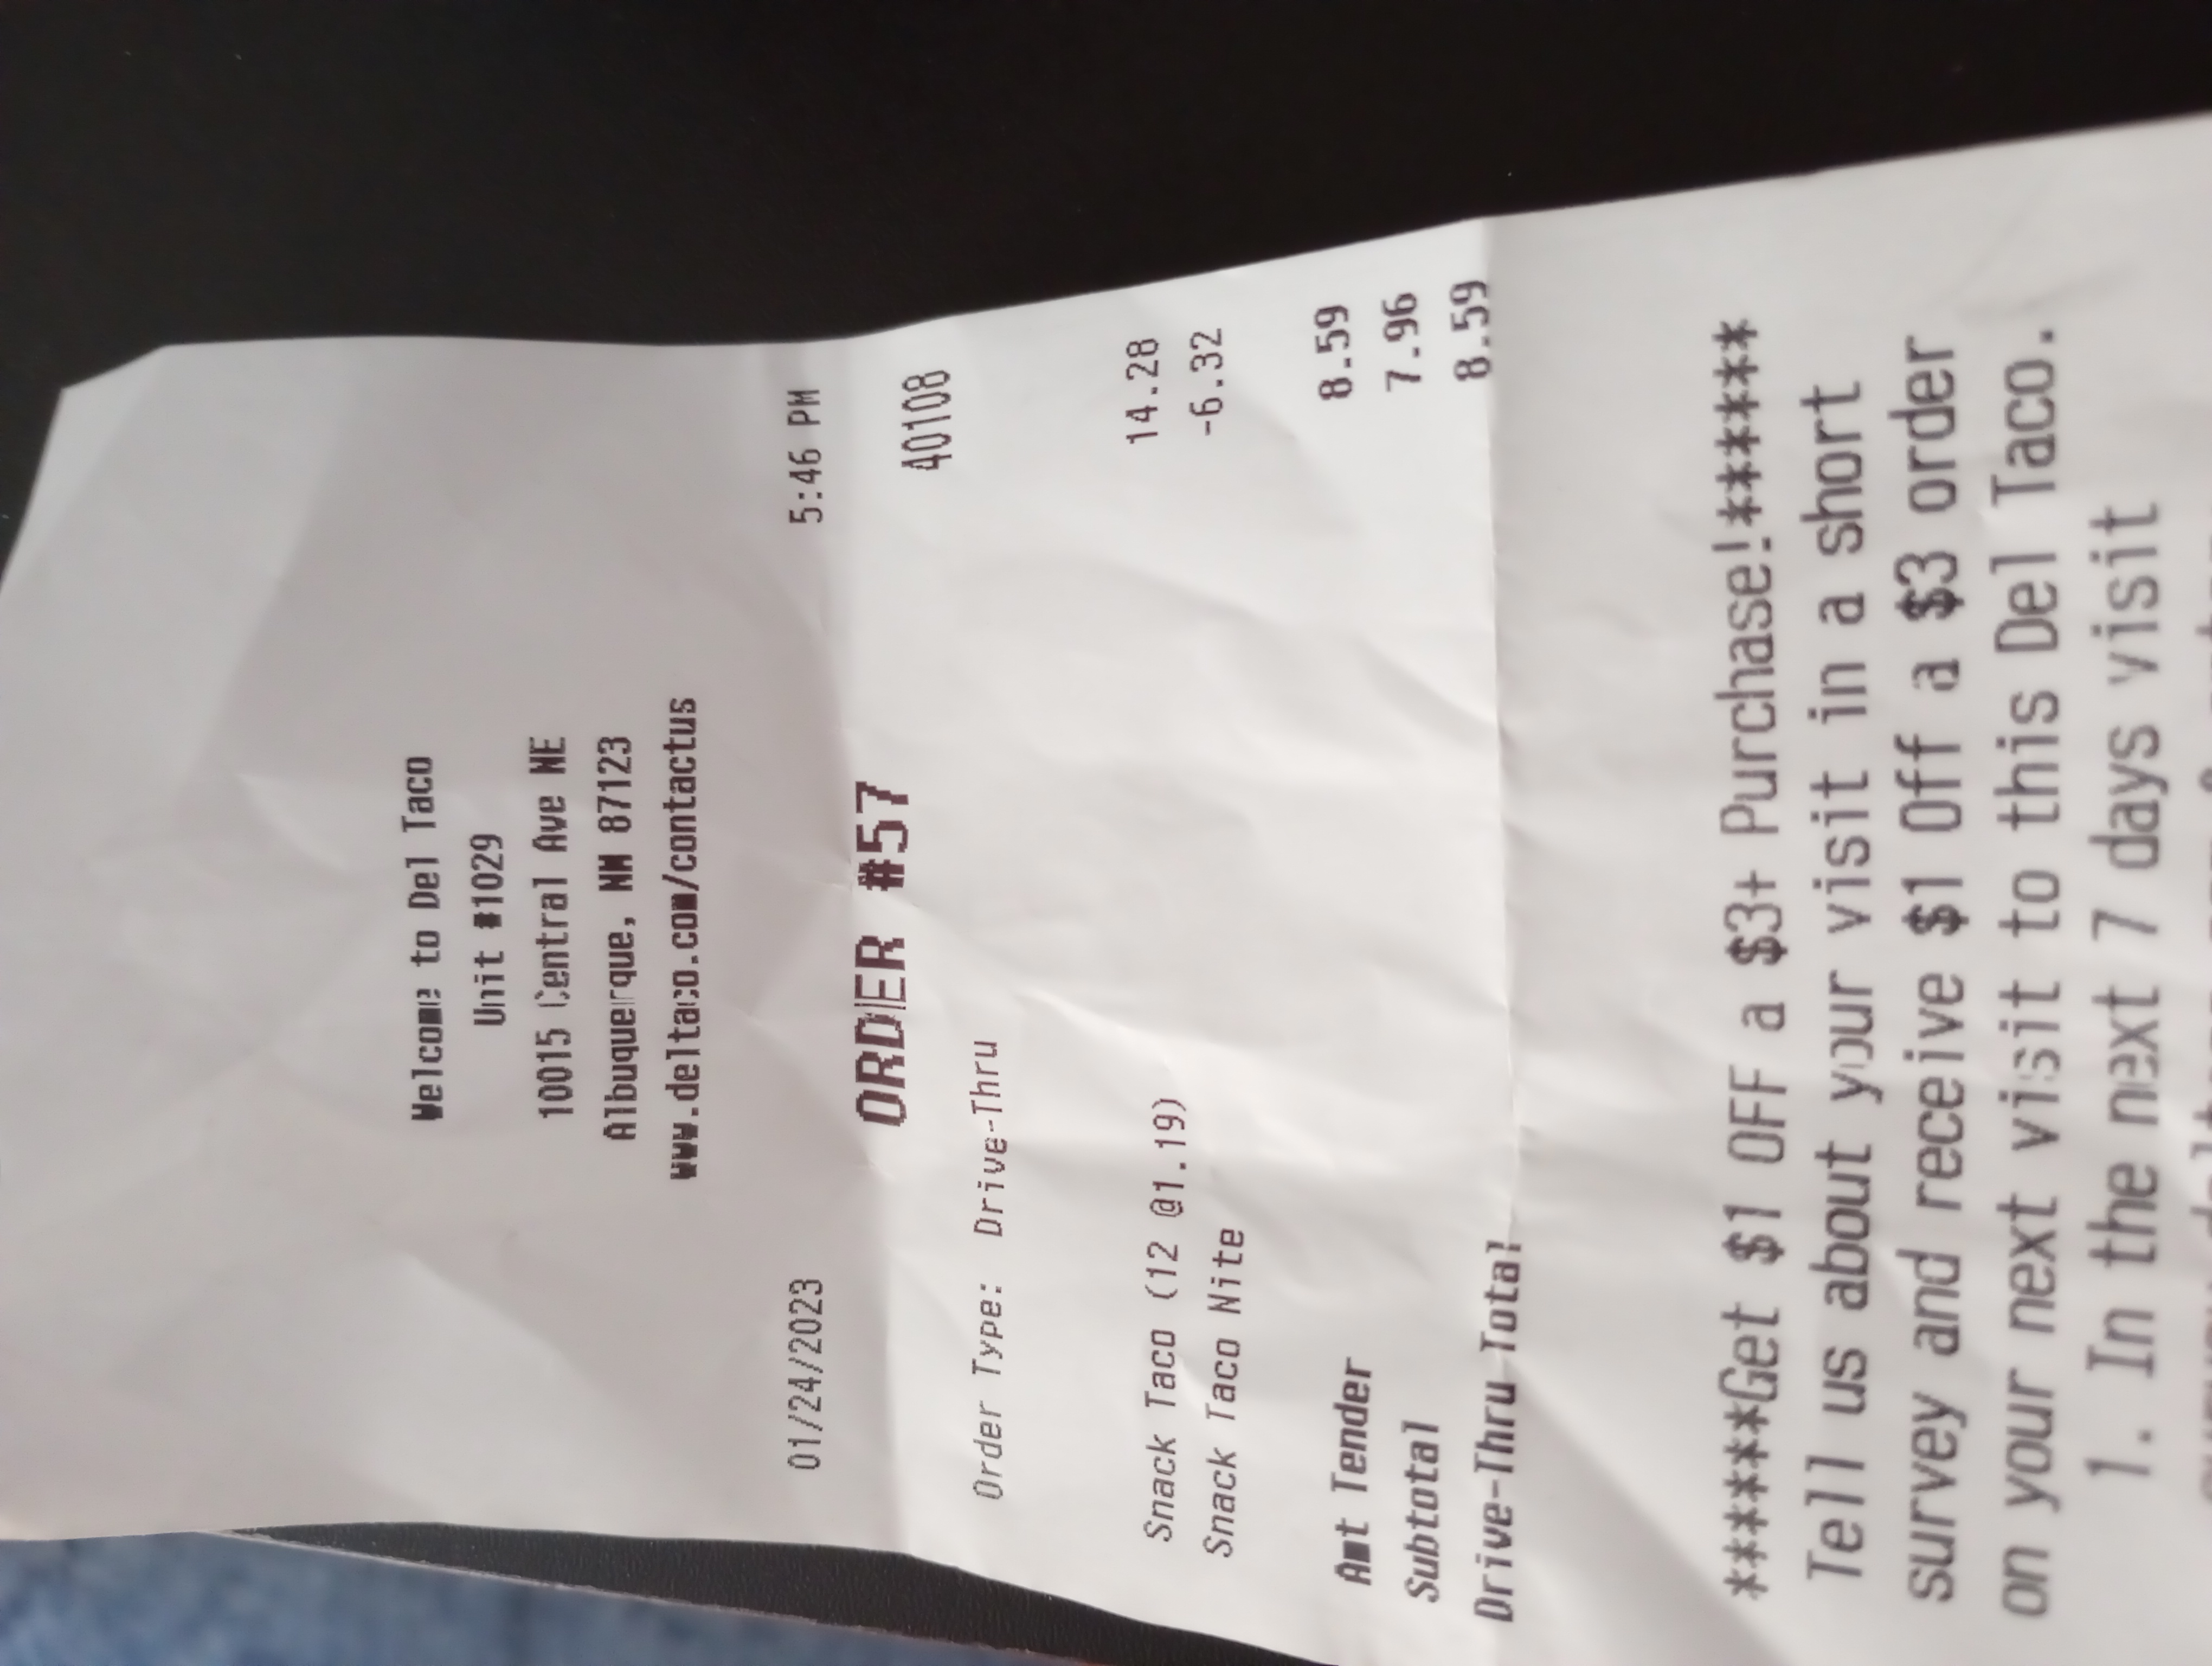 Welcome to Del Taco
Unit #1029
10015 Central Ave NE
Albuquerque, NM 87123
www.deltaco.com/contactus
01/24/2023 5:46 PM
ORDER #57 40108
Order Type: Drive-Thru
Snack Taco (12 @1.19) 14.28
Snack Taco Nite -6.32
Amt Tender 8.59
Subtotal 7.96
Drive-Thru Total 8.59
******Get $1 OFF a $3+ Purchase!******
Tell us about your visit in a short
survey and receive $1 Off a $3 order
on your next visit to this Del Taco.
1. In the next 7 days visit